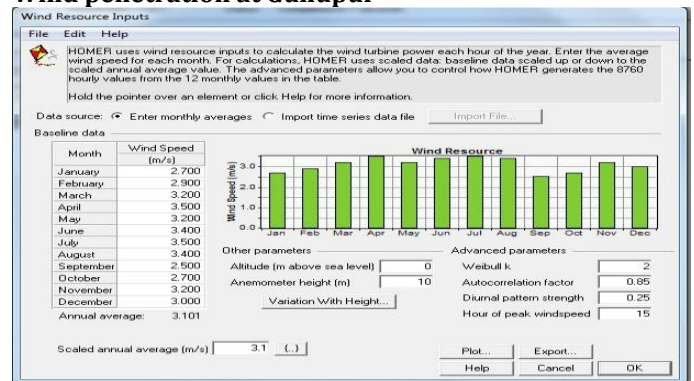 Wind penetration at Gangapur
Wind Resource Inputs
File Edit Help
HOMER uses wind resource inputs to calculate the wind turbine power each hour of the year. Enter the average
wind speed for each month. For calculations, HOMER uses scaled data: baseline data scaled up or down to the
scaled annual average value. The advanced parameters allow you to control how HOMER generates the 8760
hourly values from the 12 monthly values in the table.
Hold the pointer over an element or click Help for more information.
Data source: Enter monthly averages Import time series data file Import File...
Baseline data
Month Wind Speed
(m/s)
January 2.700
February 2.900
March 3.200
April 3.500
May 3.200
June 3.400
July 3.500
August 3.400
September 2.500
October 2.700
November 3.200
December 3.000
Annual average: 3.101
Scaled annual average (m/s) 3.1 {..}
Wind Resource
Wind Speed (m/s)
3.0
2.0
1.0
0.0
Jan Feb Mar Apr May Jun Jul Aug Sep Oct Nov Dec
Other parameters
Altitude (m above sea level) 0
Anemometer height (m) 10
Variation With Height...
Advanced parameters
Weibull k 2
Autocorrelation factor 0.85
Diurnal pattern strength 0.25
Hour of peak windspeed 15
Plot... Export...
Help Cancel OK